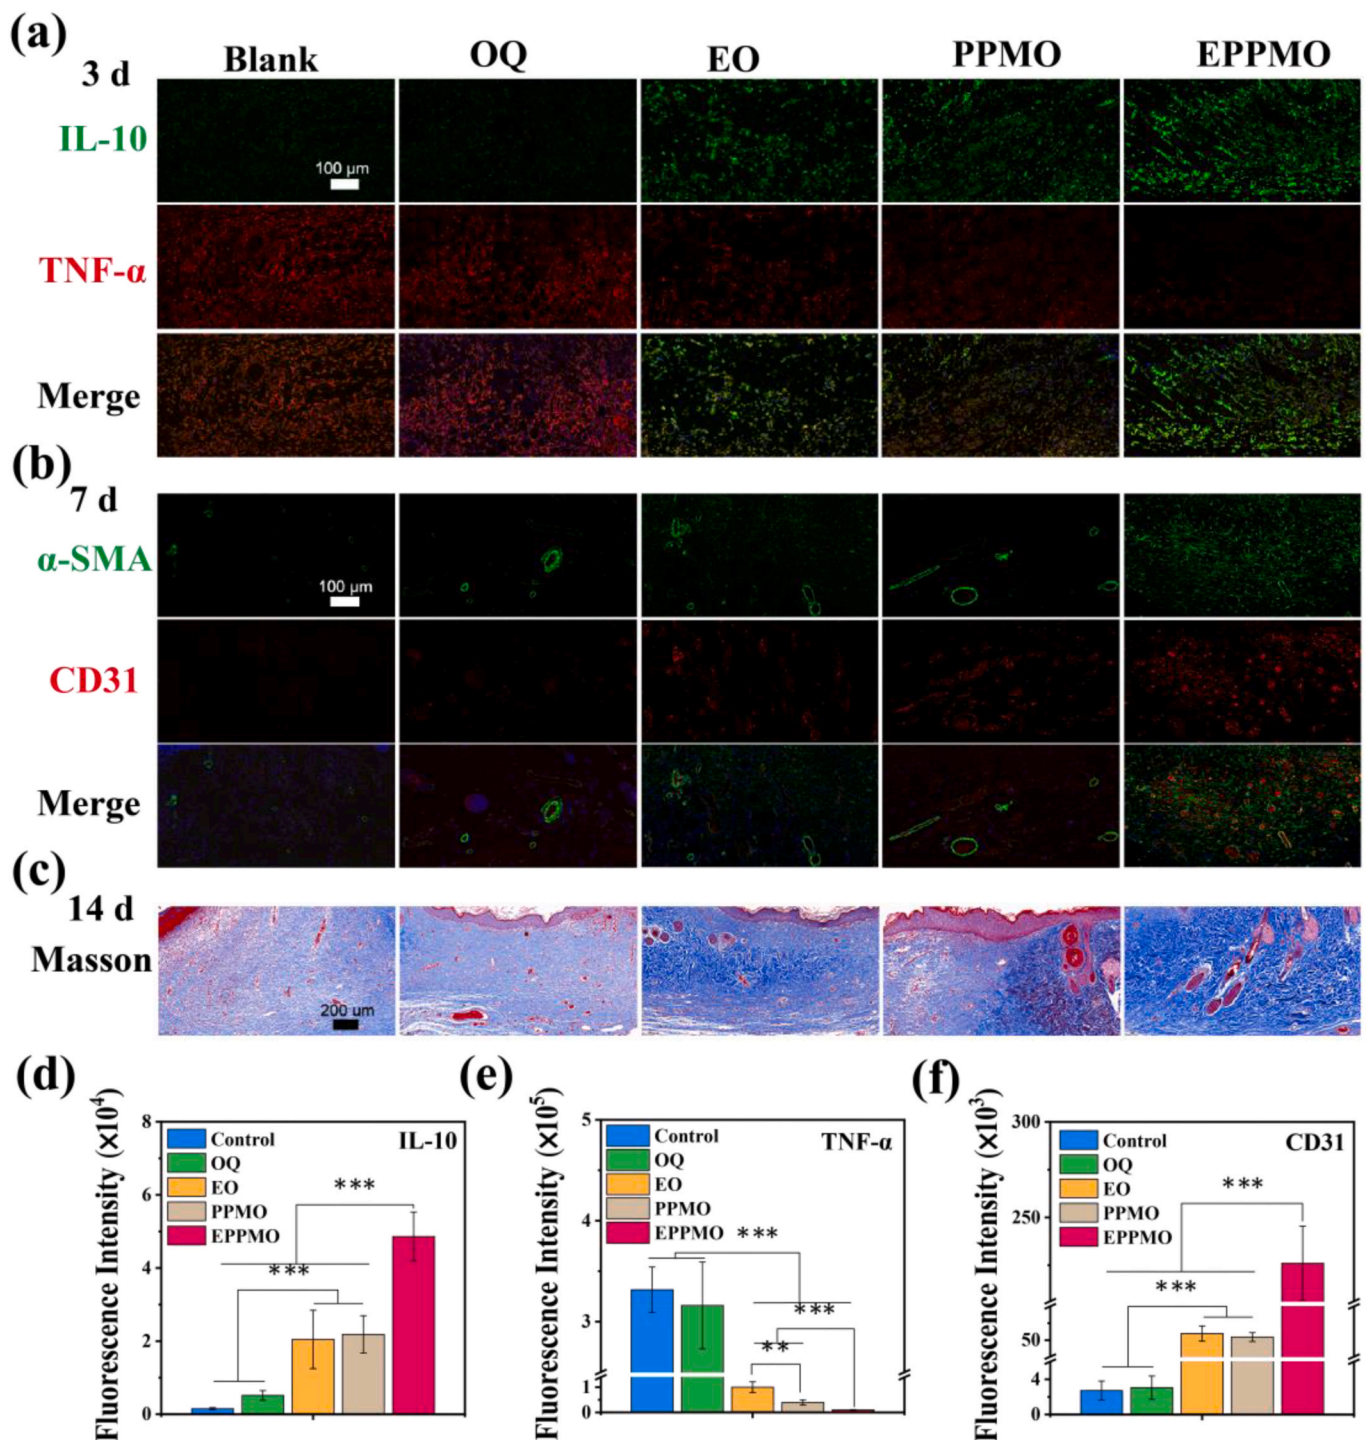 (a)
Blank OQ EO PPMO EPPMO
3 d
IL-10
100 µm
TNF-α
Merge
(b)
7 d
α-SMA
100 µm
CD31
Merge
(c)
14 d
Masson
200 um
(d)
Fluorescence Intensity (×10⁴)
8
6
4
2
0
IL-10
Control
OQ
EO
PPMO
EPPMO
***
***
(e)
Fluorescence Intensity (×10⁵)
5
4
3
1
0
TNF-α
Control
OQ
EO
PPMO
EPPMO
***
***
**
(f)
Fluorescence Intensity (×10³)
300
250
50
4
0
CD31
Control
OQ
EO
PPMO
EPPMO
***
***